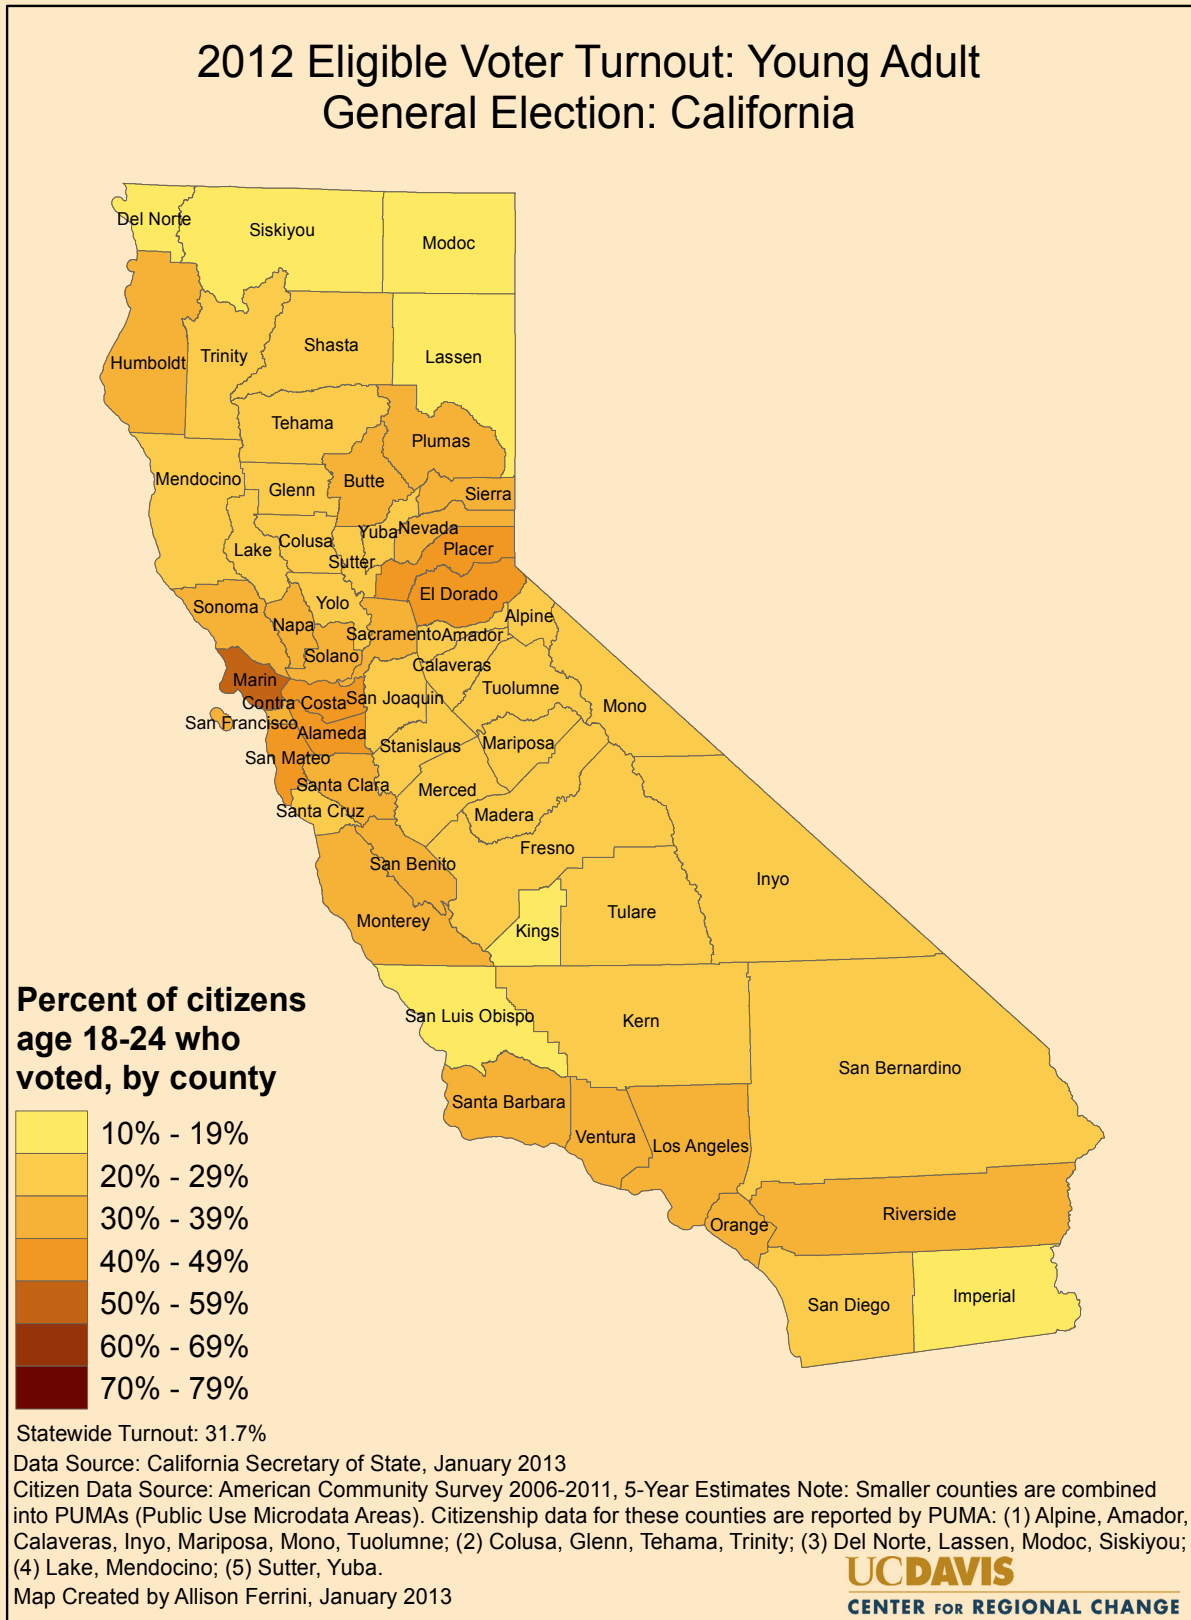 2012 Eligible Voter Turnout: Young Adult
General Election: California
Del Norte
Siskiyou
Modoc
Humboldt
Trinity
Shasta
Lassen
Tehama
Plumas
Mendocino
Glenn
Butte
Sierra
Lake
Colusa
Sutter
Yuba
Nevada
Placer
El Dorado
Sonoma
Napa
Yolo
Solano
Sacramento
Amador
Alpine
Calaveras
Tuolumne
Mono
Marin
Contra Costa
San Joaquin
San Francisco
Alameda
Stanislaus
Mariposa
San Mateo
Santa Clara
Merced
Santa Cruz
Madera
San Benito
Fresno
Inyo
Monterey
Kings
Tulare
San Luis Obispo
Kern
San Bernardino
Santa Barbara
Ventura
Los Angeles
Orange
Riverside
San Diego
Imperial
Percent of citizens
age 18-24 who
voted, by county
10% - 19%
20% - 29%
30% - 39%
40% - 49%
50% - 59%
60% - 69%
70% - 79%
Statewide Turnout: 31.7%
Data Source: California Secretary of State, January 2013
Citizen Data Source: American Community Survey 2006-2011, 5-Year Estimates Note: Smaller counties are combined
into PUMAs (Public Use Microdata Areas). Citizenship data for these counties are reported by PUMA: (1) Alpine, Amador,
Calaveras, Inyo, Mariposa, Mono, Tuolumne; (2) Colusa, Glenn, Tehama, Trinity; (3) Del Norte, Lassen, Modoc, Siskiyou;
(4) Lake, Mendocino; (5) Sutter, Yuba.
Map Created by Allison Ferrini, January 2013
UCDAVIS
CENTER FOR REGIONAL CHANGE